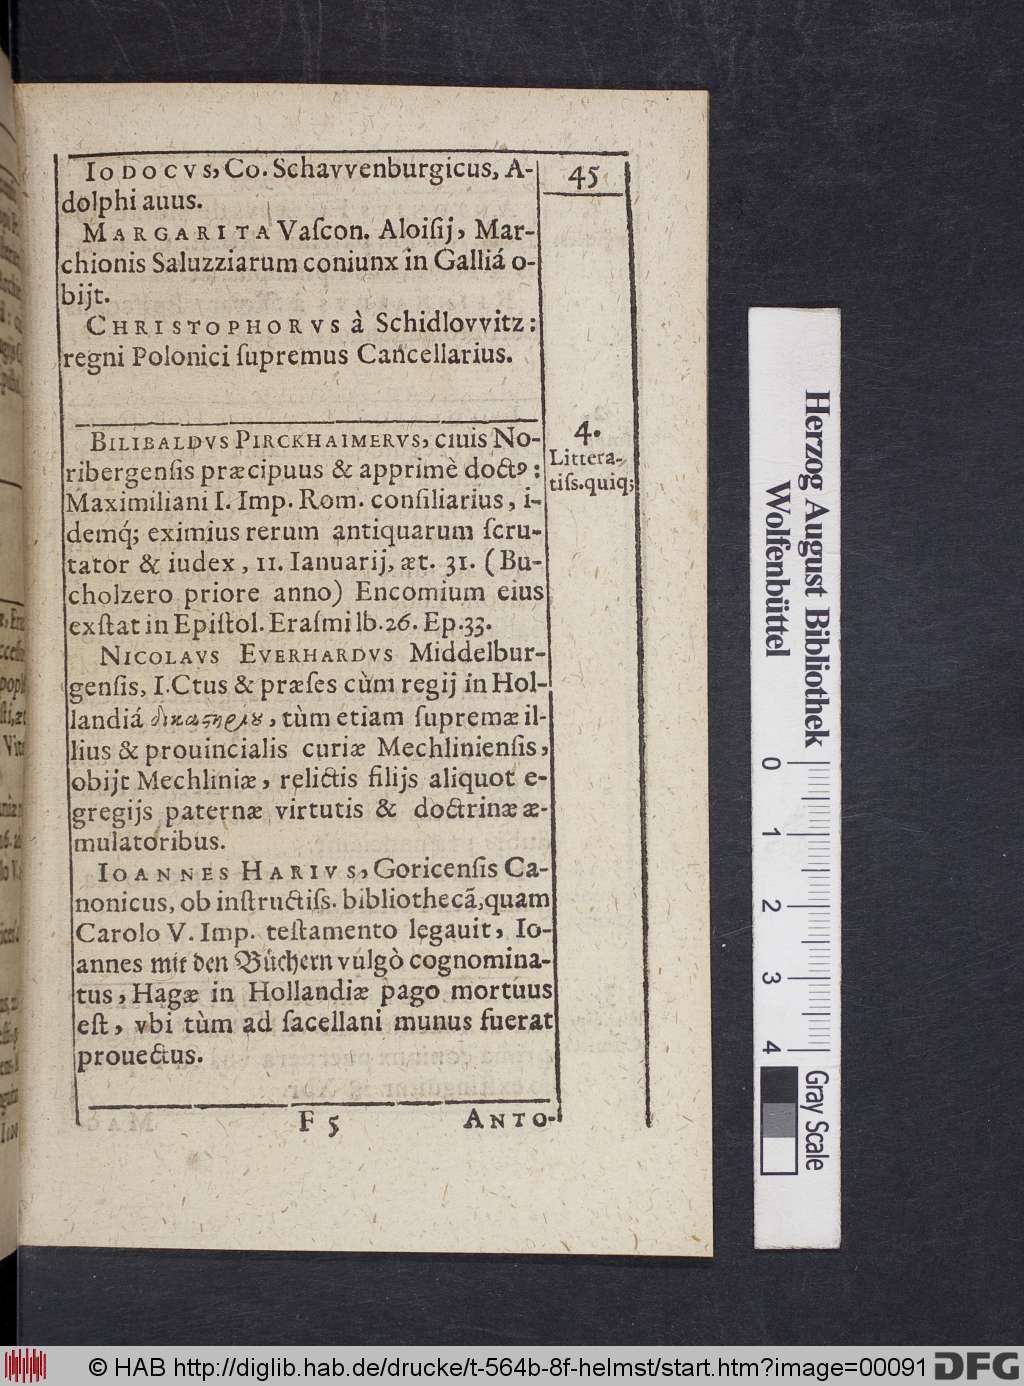 45
IODOCVS, Co. Schavvenburgicus, A-
dolphi auus.
MARGARITA Vaſcon. Aloiſij, Mar-
chionis Saluzziarum coniunx in Galliá o-
bijt.
CHRISTOPHORVS à Schidlovvitz:
regni Polonici ſupremus Cancellarius.
4.
Littera-
tiſs.quiq;
BILIBALDVS PIRCKHAIMERVS, ciuis No-
ribergenſis præcipuus & apprimè doctꝰ:
Maximiliani I. Imp. Rom. conſiliarius, i-
demq́; eximius rerum antiquarum ſcru-
tator & iudex, 11. Ianuarij, æt. 31. (Bu-
cholzero priore anno) Encomium eius
exſtat in Epiſtol. Eraſmi lb.26. Ep.33.
NICOLAVS EVERHARDVS Middelbur-
genſis, I.Ctus & præſes cùm regij in Hol-
landiá δικαςηρίȣ, tùm etiam ſupremæ il-
lius & prouincialis curiæ Mechlinienſis,
obijt Mechliniæ, relictis filijs aliquot e-
gregijs paternæ virtutis & doctrinæ æ-
mulatoribus.
IOANNES HARIVS, Goricenſis Ca-
nonicus, ob inſtructiſs. bibliothecã, quam
Carolo V. Imp. teſtamento legauit, Io-
annes mit den Büchern vulgò cognomina-
tus, Hagæ in Hollandiæ pago mortuus
eſt, vbi tùm ad ſacellani munus fuerat
prouectus.
F 5
ANTO-
Herzog August Bibliothek
Wolfenbüttel
0 1 2 3 4
Gray Scale
© HAB http://diglib.hab.de/drucke/t-564b-8f-helmst/start.htm?image=00091
DFG